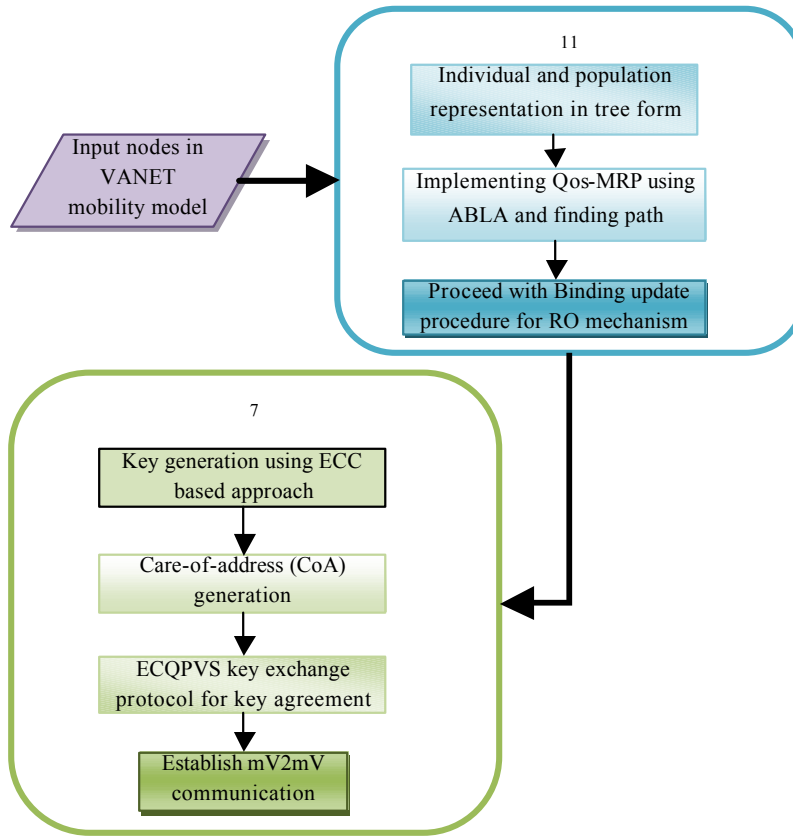 Input nodes in
VANET
mobility model
11
Individual and population
representation in tree form
Implementing Qos-MRP using
ABLA and finding path
Proceed with Binding update
procedure for RO mechanism
7
Key generation using ECC
based approach
Care-of-address (CoA)
generation
ECQPVS key exchange
protocol for key agreement
Establish mV2mV
communication